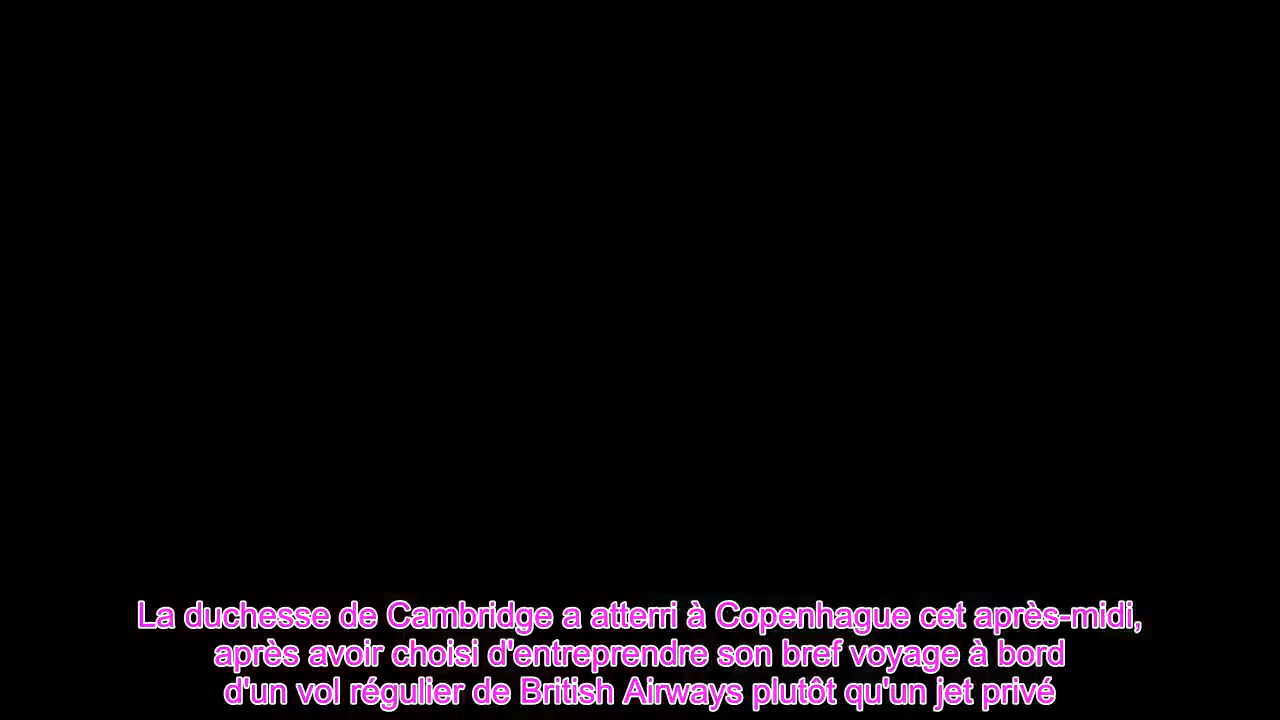 La duchesse de Cambridge a atterri à Copenhague cet après-midi,
après avoir choisi d'entreprendre son bref voyage à bord
d'un vol régulier de British Airways plutôt qu'un jet privé